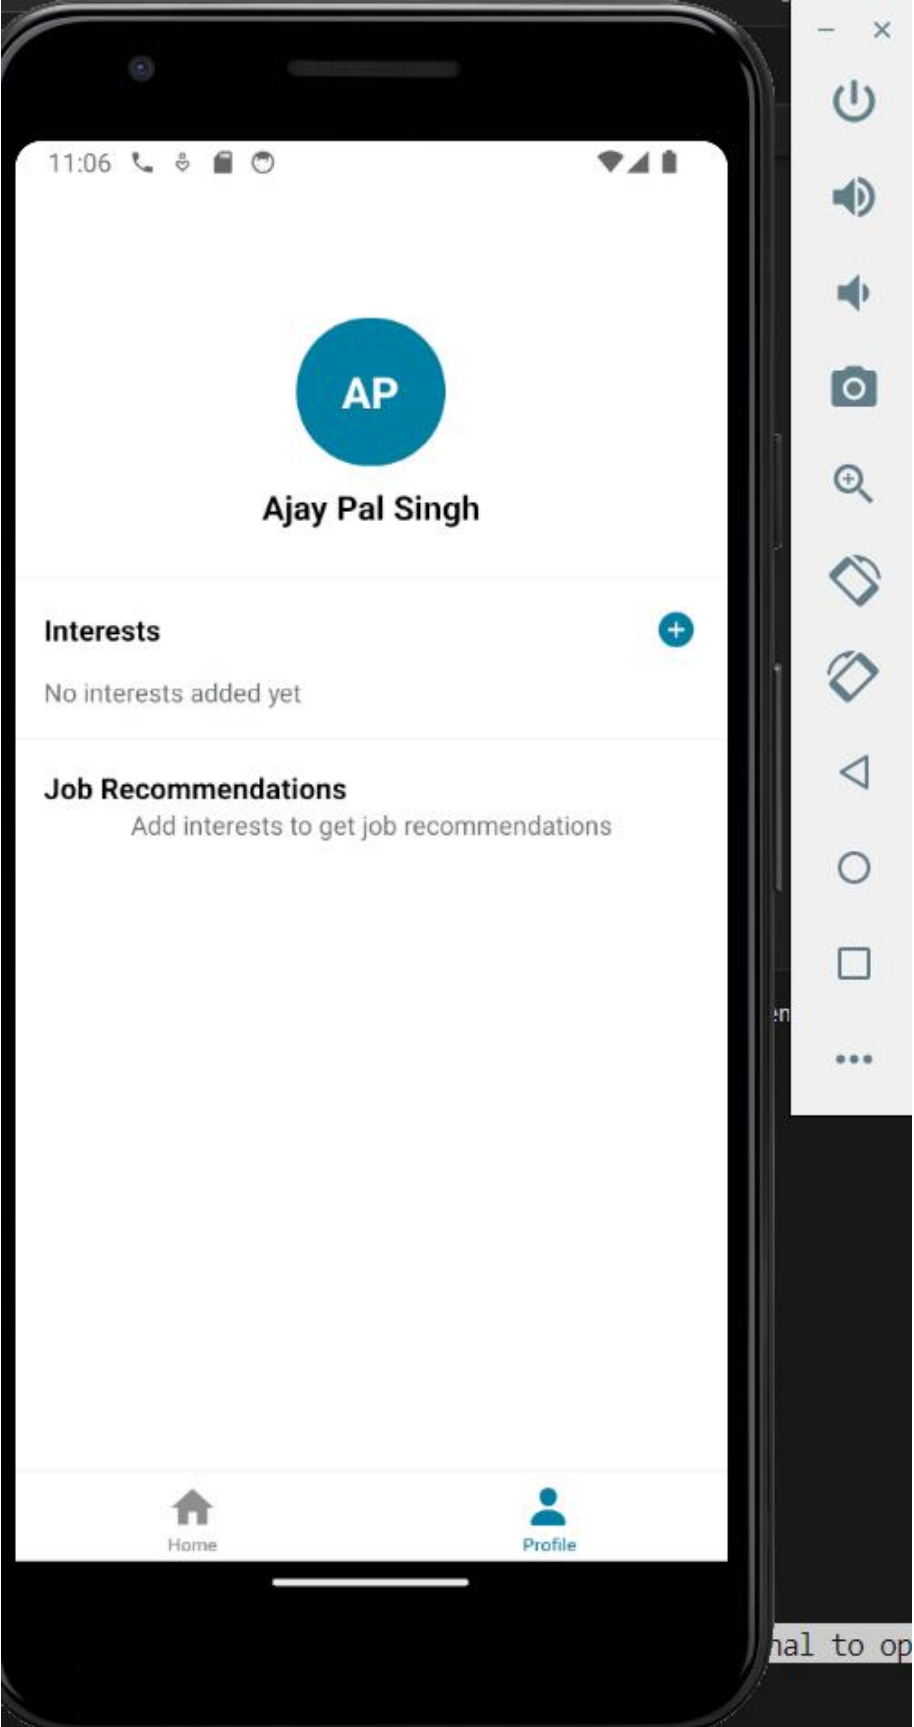 11:06
AP
Ajay Pal Singh
Interests
No interests added yet
Job Recommendations
Add interests to get job recommendations
Home
Profile
to op